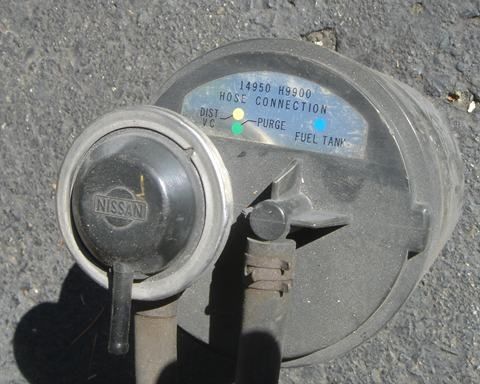 14950 H9900
HOSE CONNECTION
DIST
V C
PURGE
FUEL TANK
NISSAN